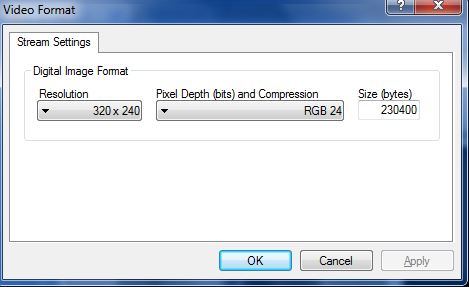 Video Format
?
Stream Settings
Digital Image Format
Resolution
Pixel Depth (bits) and Compression
Size (bytes)
320 x 240
RGB 24
230400
OK
Cancel
Apply